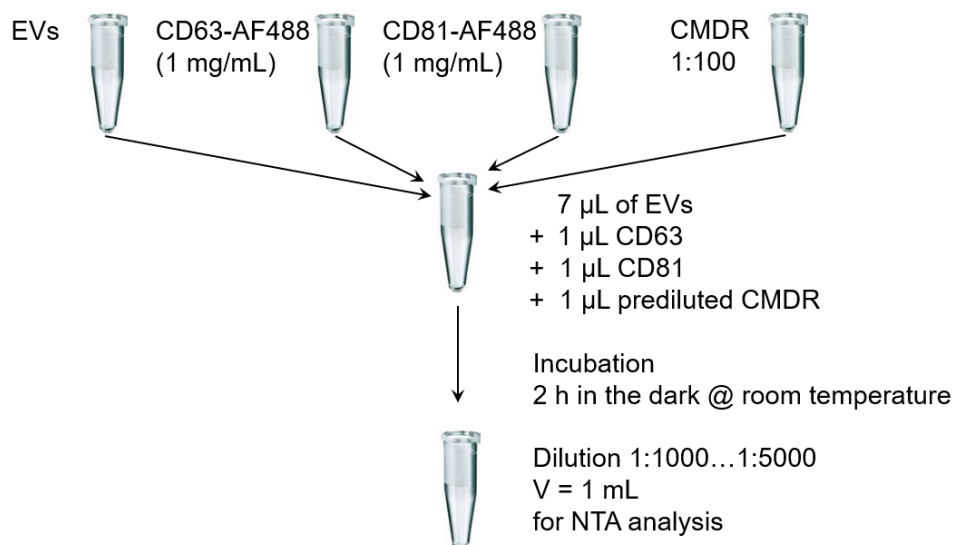 EVs
CD63-AF488
(1 mg/mL)
CD81-AF488
(1 mg/mL)
CMDR
1:100
7 µL of EVs
+ 1 µL CD63
+ 1 µL CD81
+ 1 µL prediluted CMDR
Incubation
2 h in the dark @ room temperature
Dilution 1:1000…1:5000
V = 1 mL
for NTA analysis